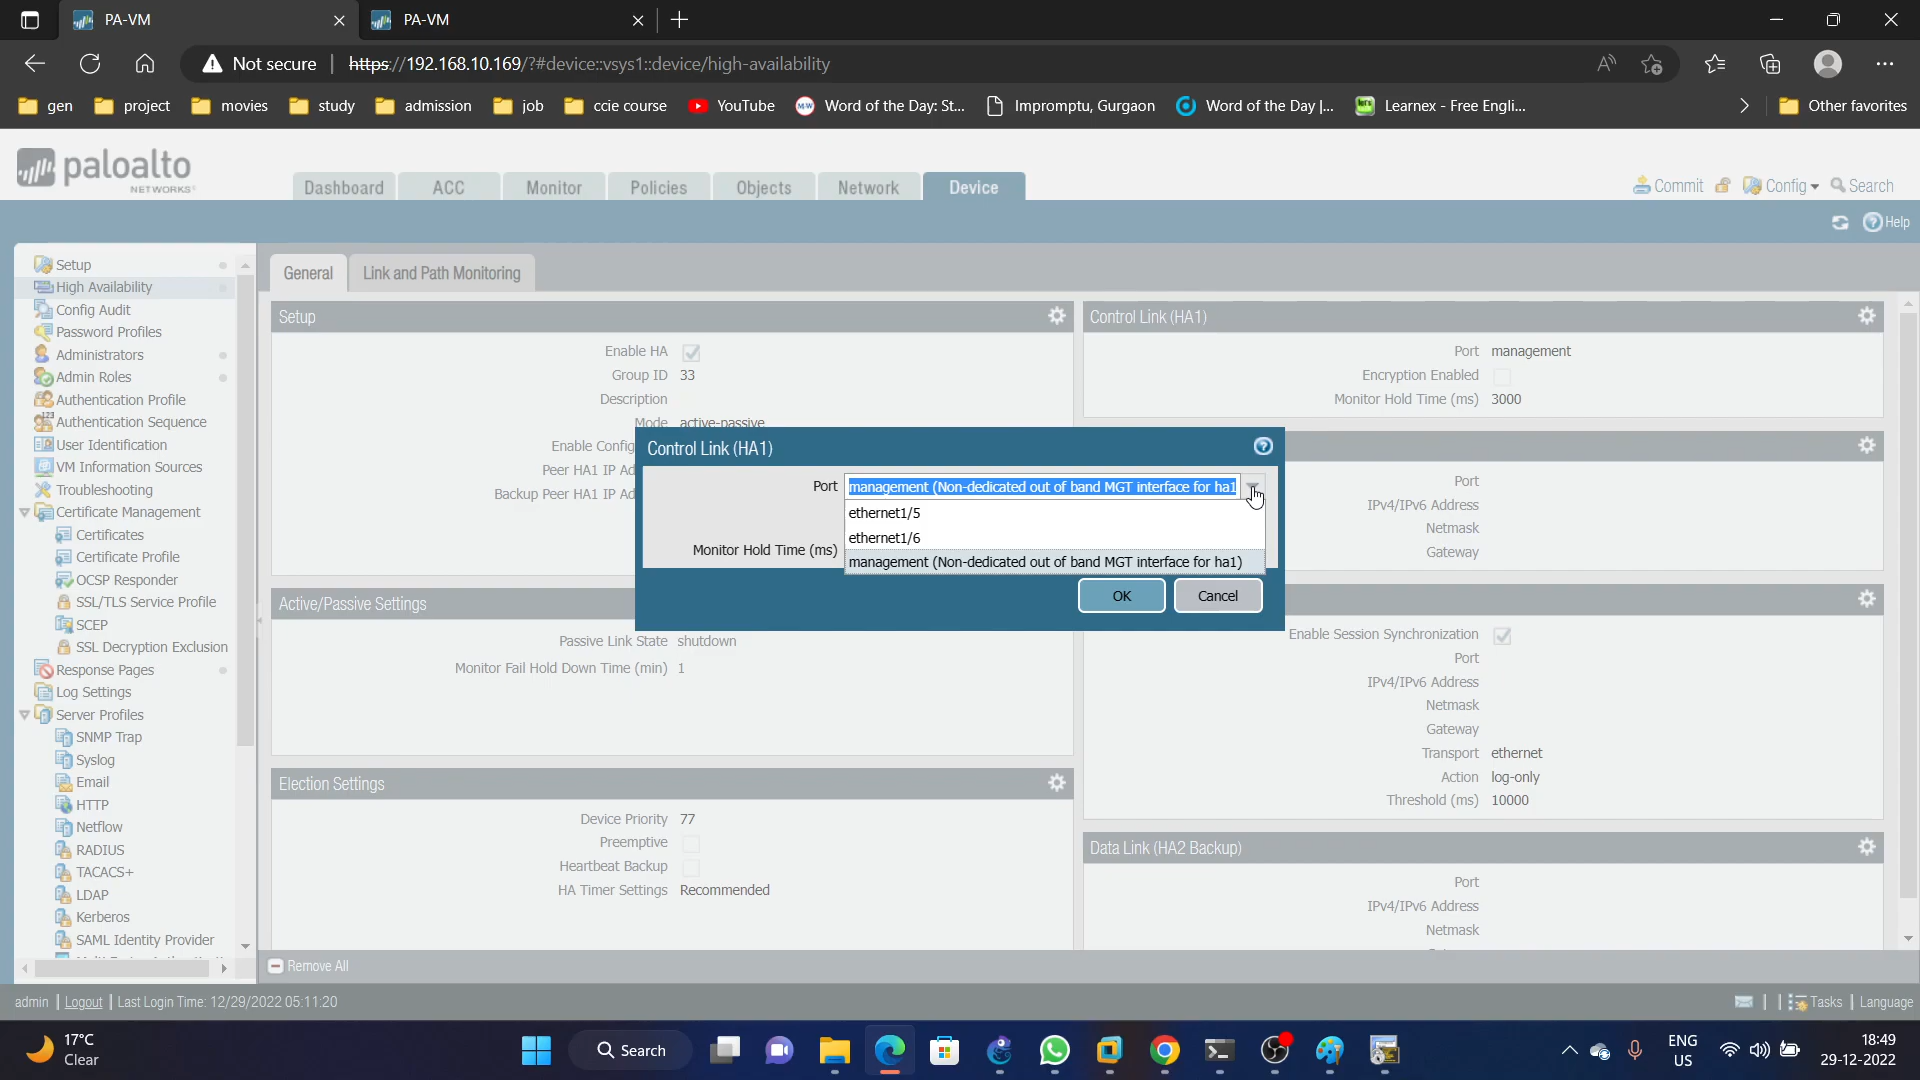 PA-VM
PA-VM
Not secure
https://192.168.10.169/?#device::vsys1::device/high-availability
gen
project
movies
study
admission
job
ccie course
YouTube
Word of the Day: St...
Impromptu, Gurgaon
Word of the Day |...
Learnex - Free Engli...
Other favorites
paloalto
NETWORKS
Dashboard
ACC
Monitor
Policies
Objects
Network
Device
Commit
Config
Search
Help
Setup
High Availability
Config Audit
Password Profiles
Administrators
Admin Roles
Authentication Profile
Authentication Sequence
User Identification
VM Information Sources
Troubleshooting
Certificate Management
Certificates
Certificate Profile
OCSP Responder
SSL/TLS Service Profile
SCEP
SSL Decryption Exclusion
Response Pages
Log Settings
Server Profiles
SNMP Trap
Syslog
Email
HTTP
Netflow
RADIUS
TACACS+
LDAP
Kerberos
SAML Identity Provider
General
Link and Path Monitoring
Setup
Enable HA
Group ID 33
Description
Mode active-passive
Enable Config
Peer HA1 IP Ad
Backup Peer HA1 IP Ad
Active/Passive Settings
Passive Link State shutdown
Monitor Fail Hold Down Time (min) 1
Election Settings
Device Priority 77
Preemptive
Heartbeat Backup
HA Timer Settings Recommended
Control Link (HA1)
Port management
Encryption Enabled
Monitor Hold Time (ms) 3000
Port
IPv4/IPv6 Address
Netmask
Gateway
Enable Session Synchronization
Port
IPv4/IPv6 Address
Netmask
Gateway
Transport ethernet
Action log-only
Threshold (ms) 10000
Data Link (HA2 Backup)
Port
IPv4/IPv6 Address
Netmask
Control Link (HA1)
Port management (Non-dedicated out of band MGT interface for ha1
ethernet1/5
ethernet1/6
management (Non-dedicated out of band MGT interface for ha1)
Monitor Hold Time (ms)
OK
Cancel
Remove All
admin | Logout | Last Login Time: 12/29/2022 05:11:20
Tasks | Language
17°C
Clear
Search
ENG
US
18:49
29-12-2022